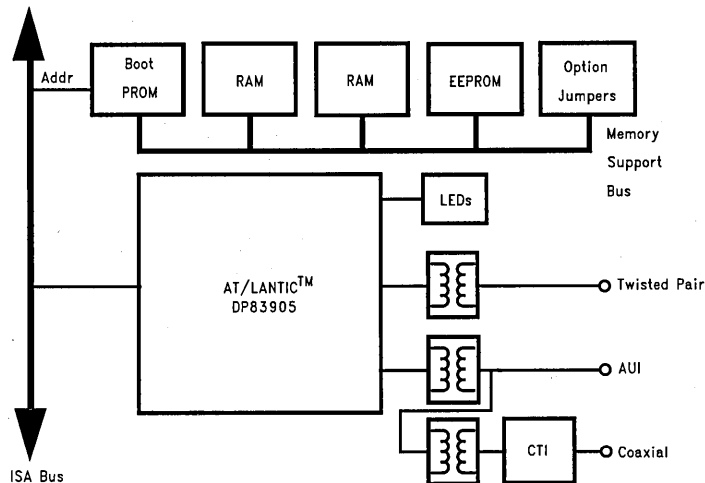 Addr
Boot
PROM
RAM
RAM
EEPROM
Option
Jumpers
Memory
Support
Bus
LEDs
AT/LANTIC™
DP83905
Twisted Pair
AUI
CTI
Coaxial
ISA Bus